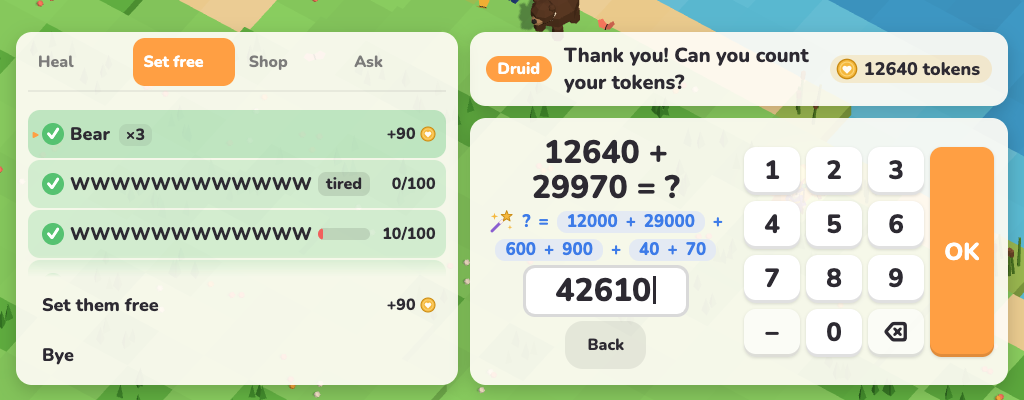 Heal Set free Shop Ask
Bear ×3 +90
WWWWWWWWWWWWW tired 0/100
WWWWWWWWWWWWW 10/100
Set them free +90
Bye
Druid
Thank you! Can you count
your tokens?
12640 tokens
12640 +
29970 = ?
? = 12000 + 29000 +
600 + 900 + 40 + 70
42610
Back
1 2 3
4 5 6
7 8 9
– 0
OK